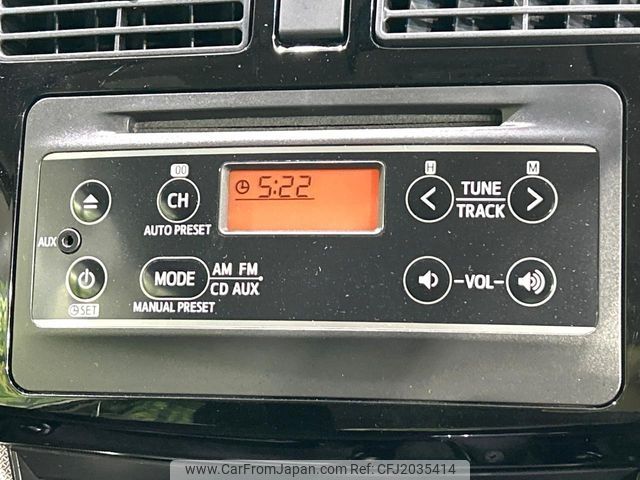 00
H
M
CH
5:22
TUNE
TRACK
AUTO PRESET
AUX
MODE
AM FM
CD AUX
VOL
SET
MANUAL PRESET
www.CarFromJapan.com - CFJ2035414